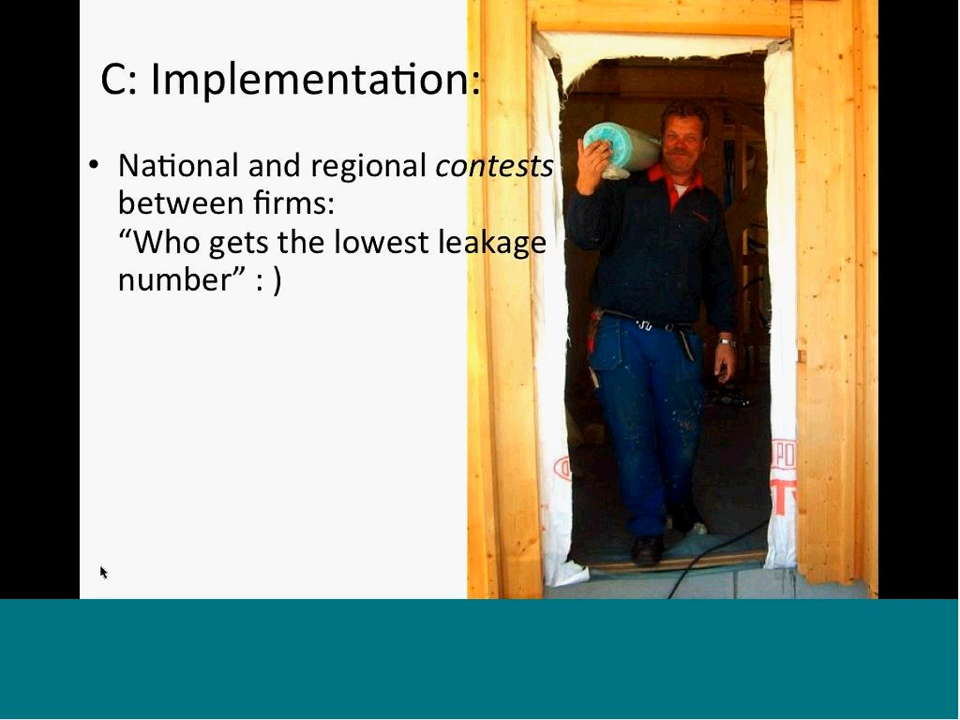 C: Implementation:
• National and regional contests
between firms:
“Who gets the lowest leakage
number” : )